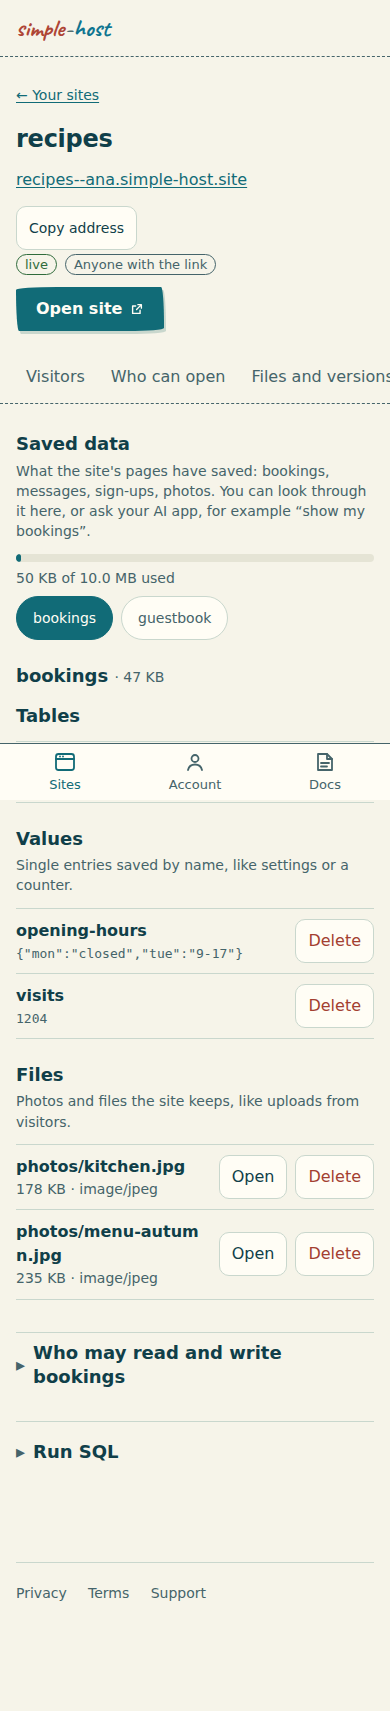 simple-host
← Your sites
recipes
recipes--ana.simple-host.site
Copy address
live Anyone with the link
Open site
Visitors Who can open Files and versions
Saved data
What the site's pages have saved: bookings,
messages, sign-ups, photos. You can look through
it here, or ask your AI app, for example “show my
bookings”.
50 KB of 10.0 MB used
bookings guestbook
bookings · 47 KB
Tables
Sites Account Docs
Values
Single entries saved by name, like settings or a
counter.
opening-hours
{"mon":"closed","tue":"9-17"}
Delete
visits
1204
Delete
Files
Photos and files the site keeps, like uploads from
visitors.
photos/kitchen.jpg
178 KB · image/jpeg
Open Delete
photos/menu-autum
n.jpg
235 KB · image/jpeg
Open Delete
Who may read and write
bookings
Run SQL
Privacy Terms Support